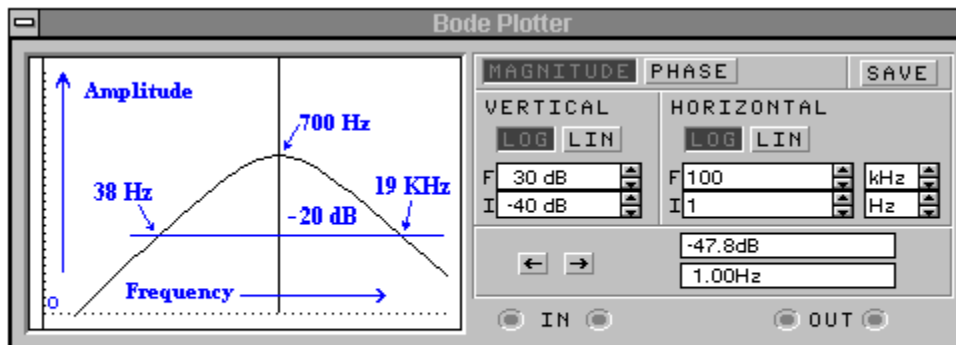 Bode Plotter
Amplitude
700 Hz
38 Hz
19 KHz
-20 dB
0
Frequency
MAGNITUDE PHASE SAVE
VERTICAL
LOG LIN
F 30 dB
I -40 dB
HORIZONTAL
LOG LIN
F 100 kHz
I 1 Hz
← →
-47.8dB
1.00Hz
IN OUT